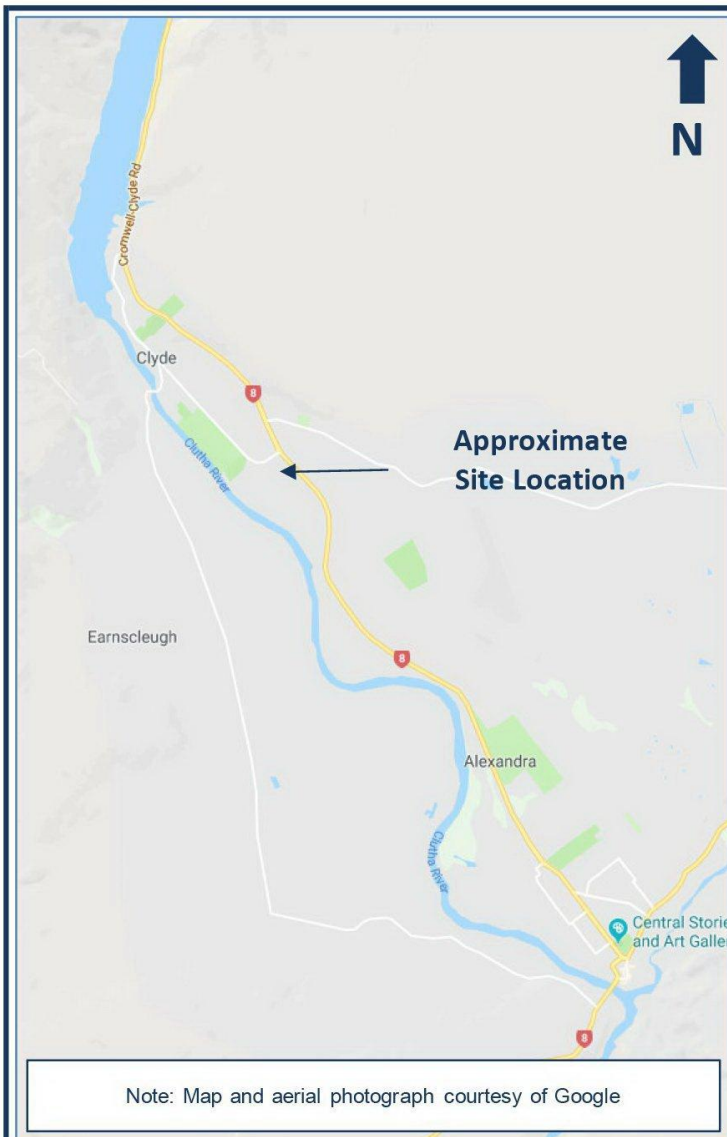 N
Cromwell-Clyde Rd
Clyde
8
Clutha River
Approximate
Site Location
Earnscleugh
8
Alexandra
Clutha River
Central Storie
and Art Galler
8
Note: Map and aerial photograph courtesy of Google